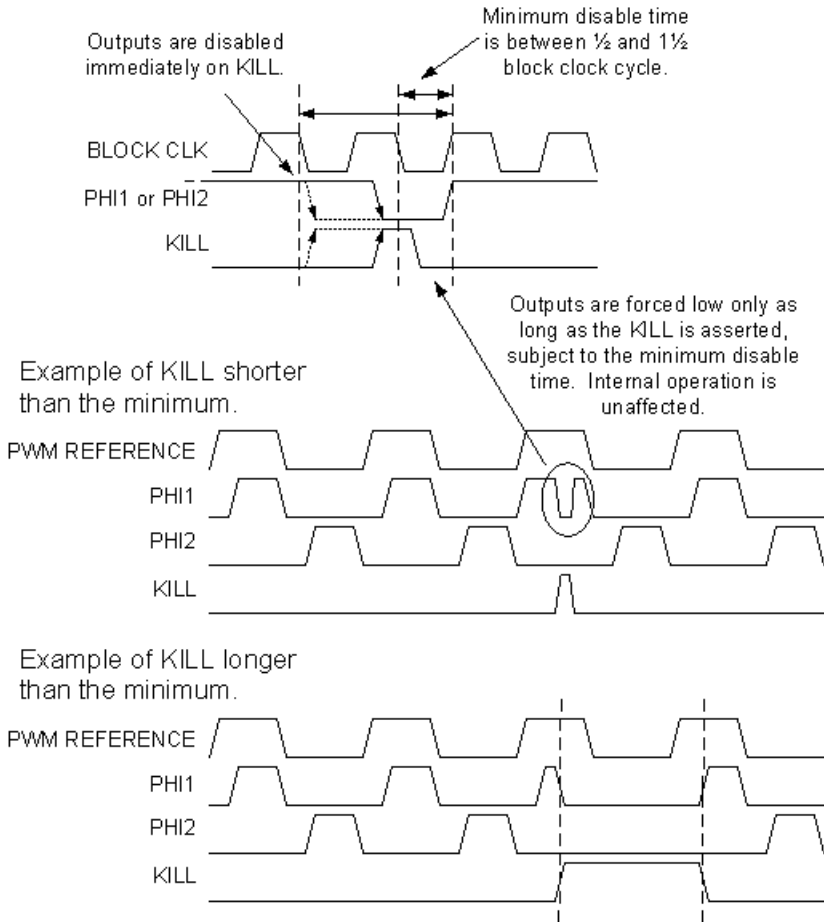 Minimum disable time
is between ½ and 1½
block clock cycle.
Outputs are disabled
immediately on KILL.
BLOCK CLK
PHI1 or PHI2
KILL
Outputs are forced low only as
long as the KILL is asserted,
subject to the minimum disable
time. Internal operation is
unaffected.
Example of KILL shorter
than the minimum.
PWM REFERENCE
PHI1
PHI2
KILL
Example of KILL longer
than the minimum.
PWM REFERENCE
PHI1
PHI2
KILL